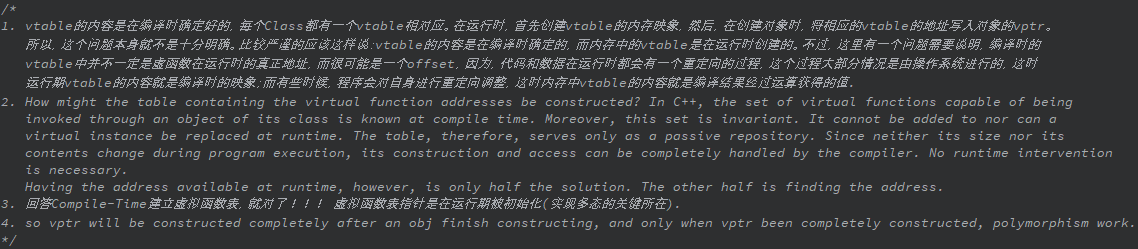 /*
1. vtable的内容是在编译时确定好的, 每个Class都有一个vtable相对应。在运行时, 首先创建vtable的内存映象, 然后, 在创建对象时, 将相应的vtable的地址写入对象的vptr。
所以, 这个问题本身就不是十分明确。比较严谨的应该这样说:vtable的内容是在编译时确定的, 而内存中的vtable是在运行时创建的。不过, 这里有一个问题需要说明, 编译时的
vtable中并不一定是虚函数在运行时的真正地址, 而很可能是一个offset, 因为, 代码和数据在运行时都会有一个重定向的过程, 这个过程大部分情况是由操作系统进行的, 这时
运行期vtable的内容就是编译时的映象;而有些时候, 程序会对自身进行重定向调整, 这时内存中vtable的内容就是编译结果经过运算获得的值.
2. How might the table containing the virtual function addresses be constructed? In C++, the set of virtual functions capable of being
invoked through an object of its class is known at compile time. Moreover, this set is invariant. It cannot be added to nor can a
virtual instance be replaced at runtime. The table, therefore, serves only as a passive repository. Since neither its size nor its
contents change during program execution, its construction and access can be completely handled by the compiler. No runtime intervention
is necessary.
Having the address available at runtime, however, is only half the solution. The other half is finding the address.
3. 回答Compile-Time建立虚拟函数表, 就对了！！！ 虚拟函数表指针是在运行期被初始化(实现多态的关键所在).
4. so vptr will be constructed completely after an obj finish constructing, and only when vptr been completely constructed, polymorphism work.
*/